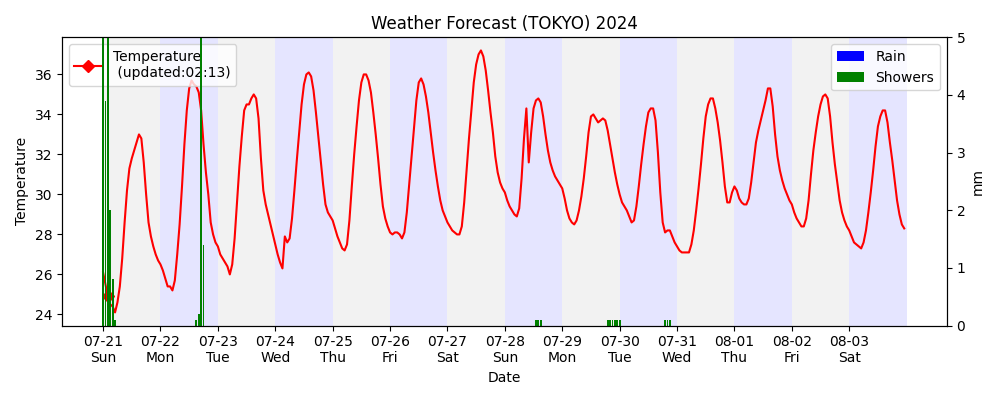 Weather Forecast (TOKYO) 2024
Temperature
(updated:02:13)
Rain
Showers
Temperature
36
34
32
30
28
26
24
5
4
3
2
1
0
mm
07-21 07-22 07-23 07-24 07-25 07-26 07-27 07-28 07-29 07-30 07-31 08-01 08-02 08-03
Sun Mon Tue Wed Thu Fri Sat Sun Mon Tue Wed Thu Fri Sat
Date